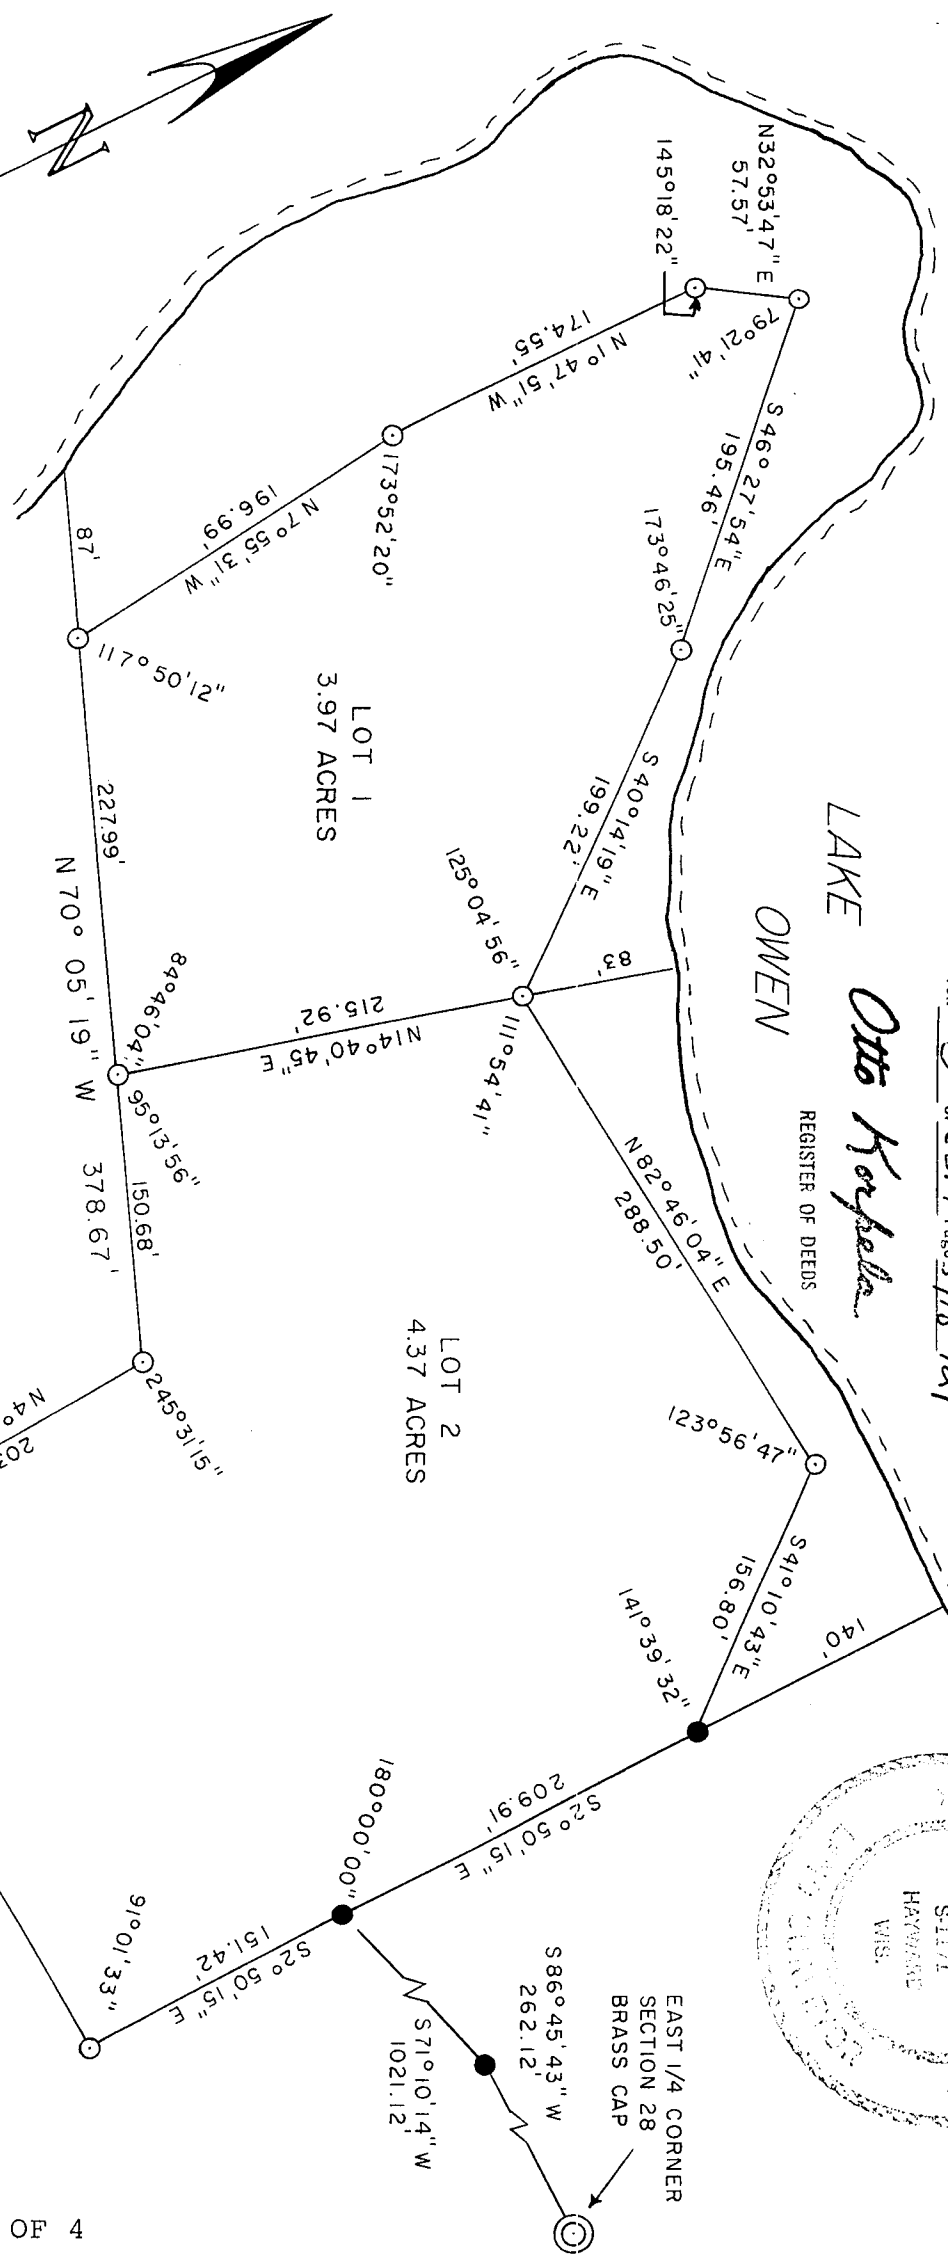 N
N32°53'47"E
57.57'
145°18'22"
79°21'41"
N 1°47'51"W
174.55'
S 46°27'54"E
195.46'
173°52'20"
N 7°55'31"W
196.99'
173°46'25"
87'
117°50'12"
LOT 1
3.97 ACRES
S 40°14'19"E
199.22'
LAKE
OWEN
Otto Korpela
REGISTER OF DEEDS
227.99'
N 70° 05' 19" W
378.67'
125°04'56"
83'
84°46'04"
215.92'
N14°40'45"E
111°54'41"
95°13'56"
150.68'
N82°46'04"E
288.50'
LOT 2
4.37 ACRES
245°31'15"
N4°
203
123°56'47"
S41°10'43"E
156.80'
141°39'32"
140'
209.91'
S2°50'15"E
180°00'00"
151.42'
S2°50'15"E
91°01'33"
S86°45'43"W
262.12'
S71°10'14"W
1021.12'
EAST 1/4 CORNER
SECTION 28
BRASS CAP
HAYWARD
WIS.
OF 4